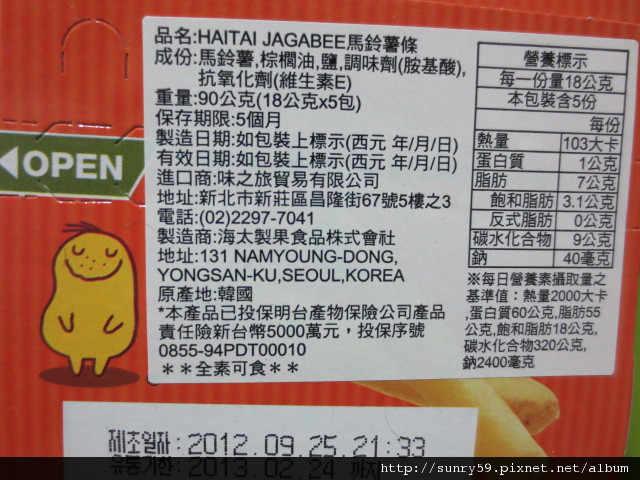 品名:HAITAI JAGABEE馬鈴薯條
成份:馬鈴薯,棕櫚油,鹽,調味劑(胺基酸),
抗氧化劑(維生素E)
重量:90公克(18公克x5包)
保存期限:5個月
製造日期:如包裝上標示(西元 年/月/日)
有效日期:如包裝上標示(西元 年/月/日)
進口商:味之旅貿易有限公司
地址:新北市新莊區昌隆街67號5樓之3
電話:(02)2297-7041
製造商:海太製果食品株式會社
地址:131 NAMYOUNG-DONG,
YONGSAN-KU,SEOUL,KOREA
原產地:韓國
*本產品已投保明台產物保險公司產品
責任險新台幣5000萬元，投保序號
0855-94PDT00010
＊＊全素可食＊＊
營養標示
每一份量18公克
本包裝含5份
每份
熱量 103大卡
蛋白質 1公克
脂肪 7公克
飽和脂肪 3.1公克
反式脂肪 0公克
碳水化合物 9公克
鈉 40毫克
※每日營養素攝取量之
基準值：熱量2000大卡
,蛋白質60公克,脂肪55
公克,飽和脂肪18公克,
碳水化合物320公克,
鈉2400毫克
OPEN
제조일자:2012.09.25.21:33
유통기한:2013.02.24 까지
http://sunry59.pixnet.net/album